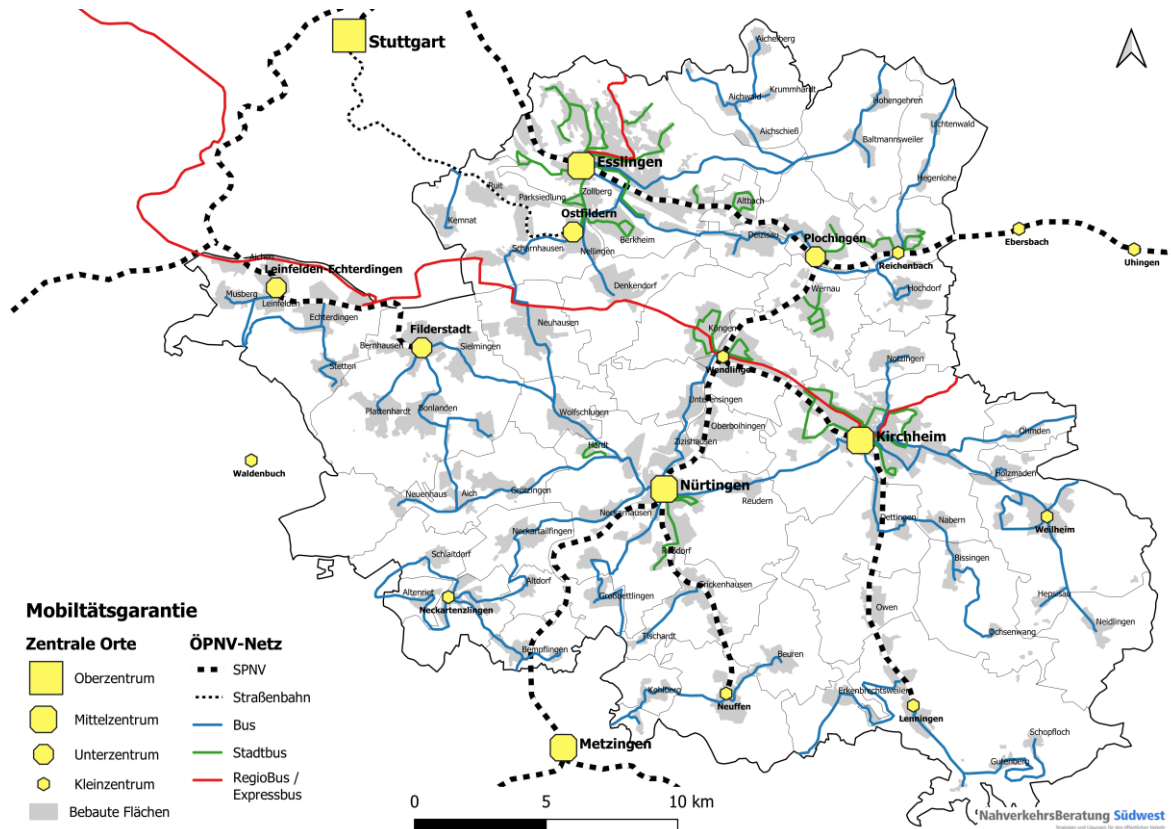 Stuttgart
Aichelberg
Krummhardt
Aichwald
Hohengehren
Lichtenwald
Aichschieß
Baltmannsweiler
Esslingen
Hegenlohe
Ruit
Parksiedlung
Zollberg
Altbach
Kemnat
Ostfildern
Berkheim
Deizisau
Plochingen
Ebersbach
Scharnhausen
Nellingen
Reichenbach
Uhingen
Aichen
Leinfelden-Echterdingen
Denkendorf
Wernau
Hochdorf
Musberg
Leinfelden
Echterdingen
Neuhausen
Köngen
Filderstadt
Bernhausen
Sielmingen
Stetten
Wendlingen
Notzingen
Plattenhardt
Bonlanden
Wolfschlugen
Unterensingen
Oberboihingen
Zizishausen
Kirchheim
Ohmden
Hardt
Waldenbuch
Holzmaden
Nürtingen
Neuenhaus
Aich
Grötzingen
Reudern
Neckarhausen
Dettingen
Nabern
Weilheim
Neckartailfingen
Schlaitdorf
Roßdorf
Bissingen
Altdorf
Altenriet
Frickenhausen
Großbettlingen
Neckartenzlingen
Owen
Hepsisau
Neidlingen
Tischardt
Ochsenwang
Bempflingen
Beuren
Kohlberg
Neuffen
Erkenbrechtsweiler
Lenningen
Schopfloch
Metzingen
Gutenberg
Mobiltätsgarantie
Zentrale Orte
Oberzentrum
Mittelzentrum
Unterzentrum
Kleinzentrum
Bebaute Flächen
ÖPNV-Netz
SPNV
Straßenbahn
Bus
Stadtbus
RegioBus /
Expressbus
0 5 10 km
NahverkehrsBeratung Südwest